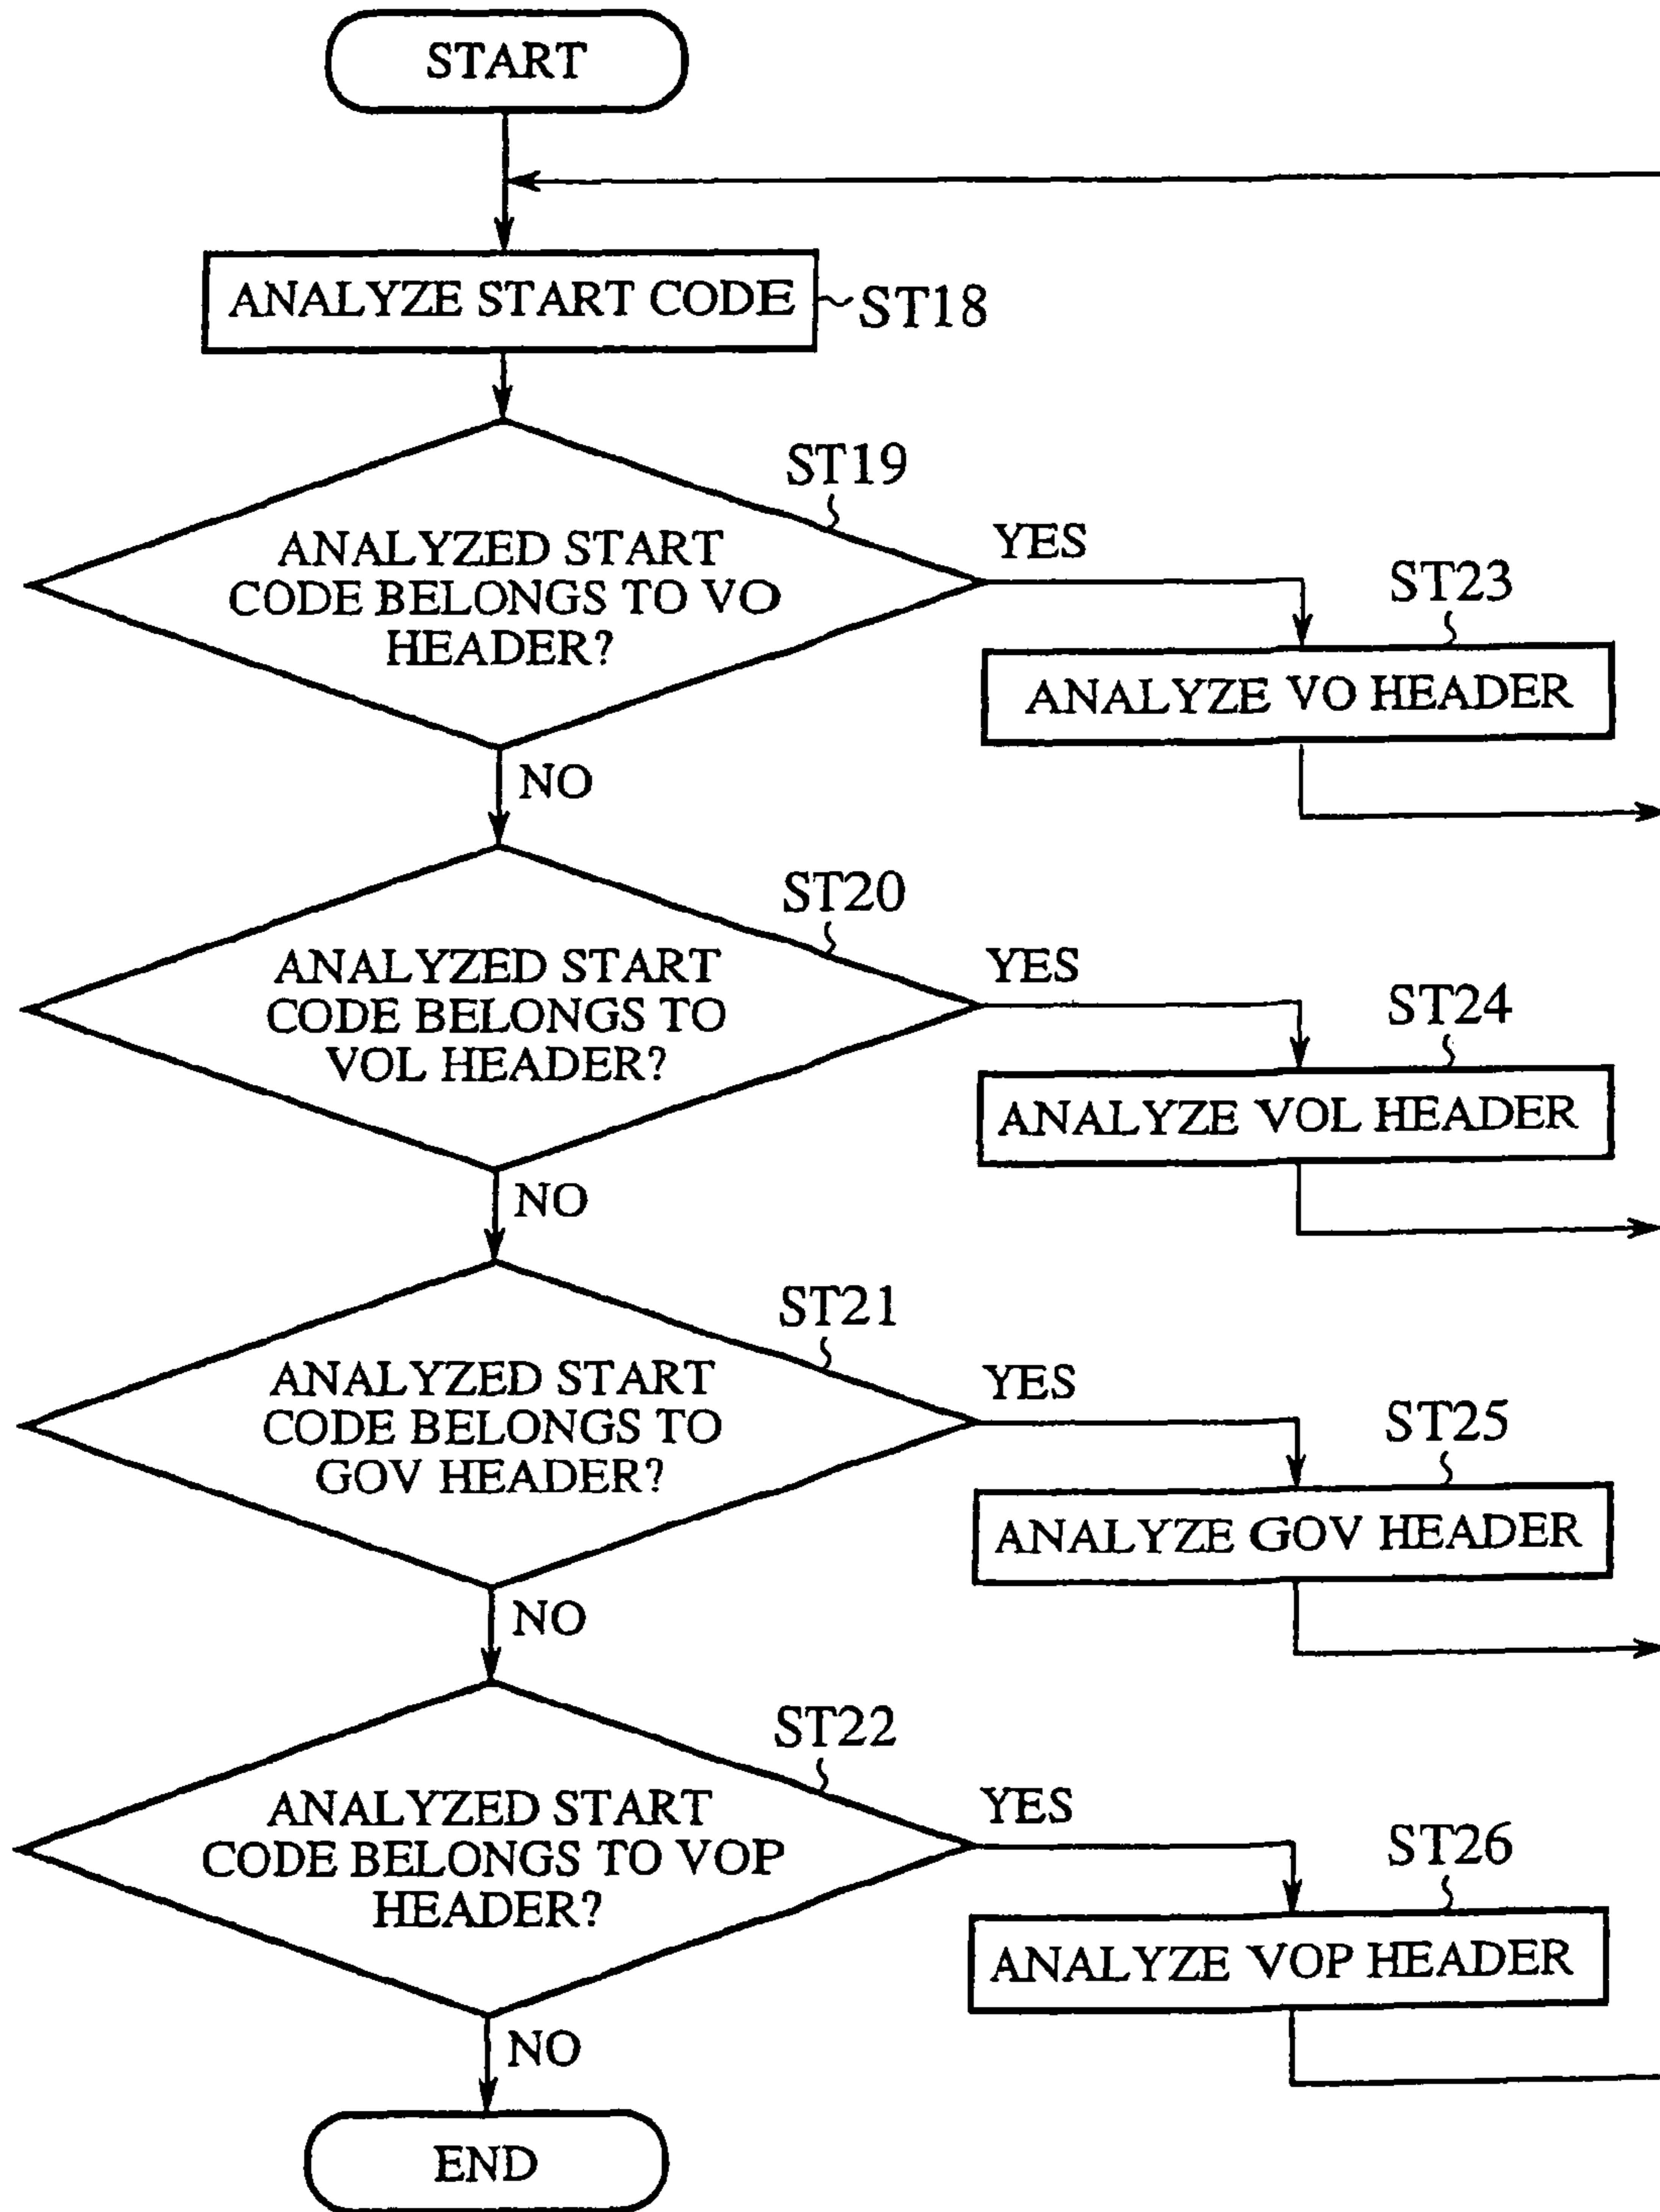 START
ANALYZE START CODE
ST18
ST19
ANALYZED START
CODE BELONGS TO VO
HEADER?
YES
ST23
ANALYZE VO HEADER
NO
ST20
ANALYZED START
CODE BELONGS TO
VOL HEADER?
YES
ST24
ANALYZE VOL HEADER
NO
ST21
ANALYZED START
CODE BELONGS TO
GOV HEADER?
YES
ST25
ANALYZE GOV HEADER
NO
ST22
ANALYZED START
CODE BELONGS TO VOP
HEADER?
YES
ST26
ANALYZE VOP HEADER
NO
END